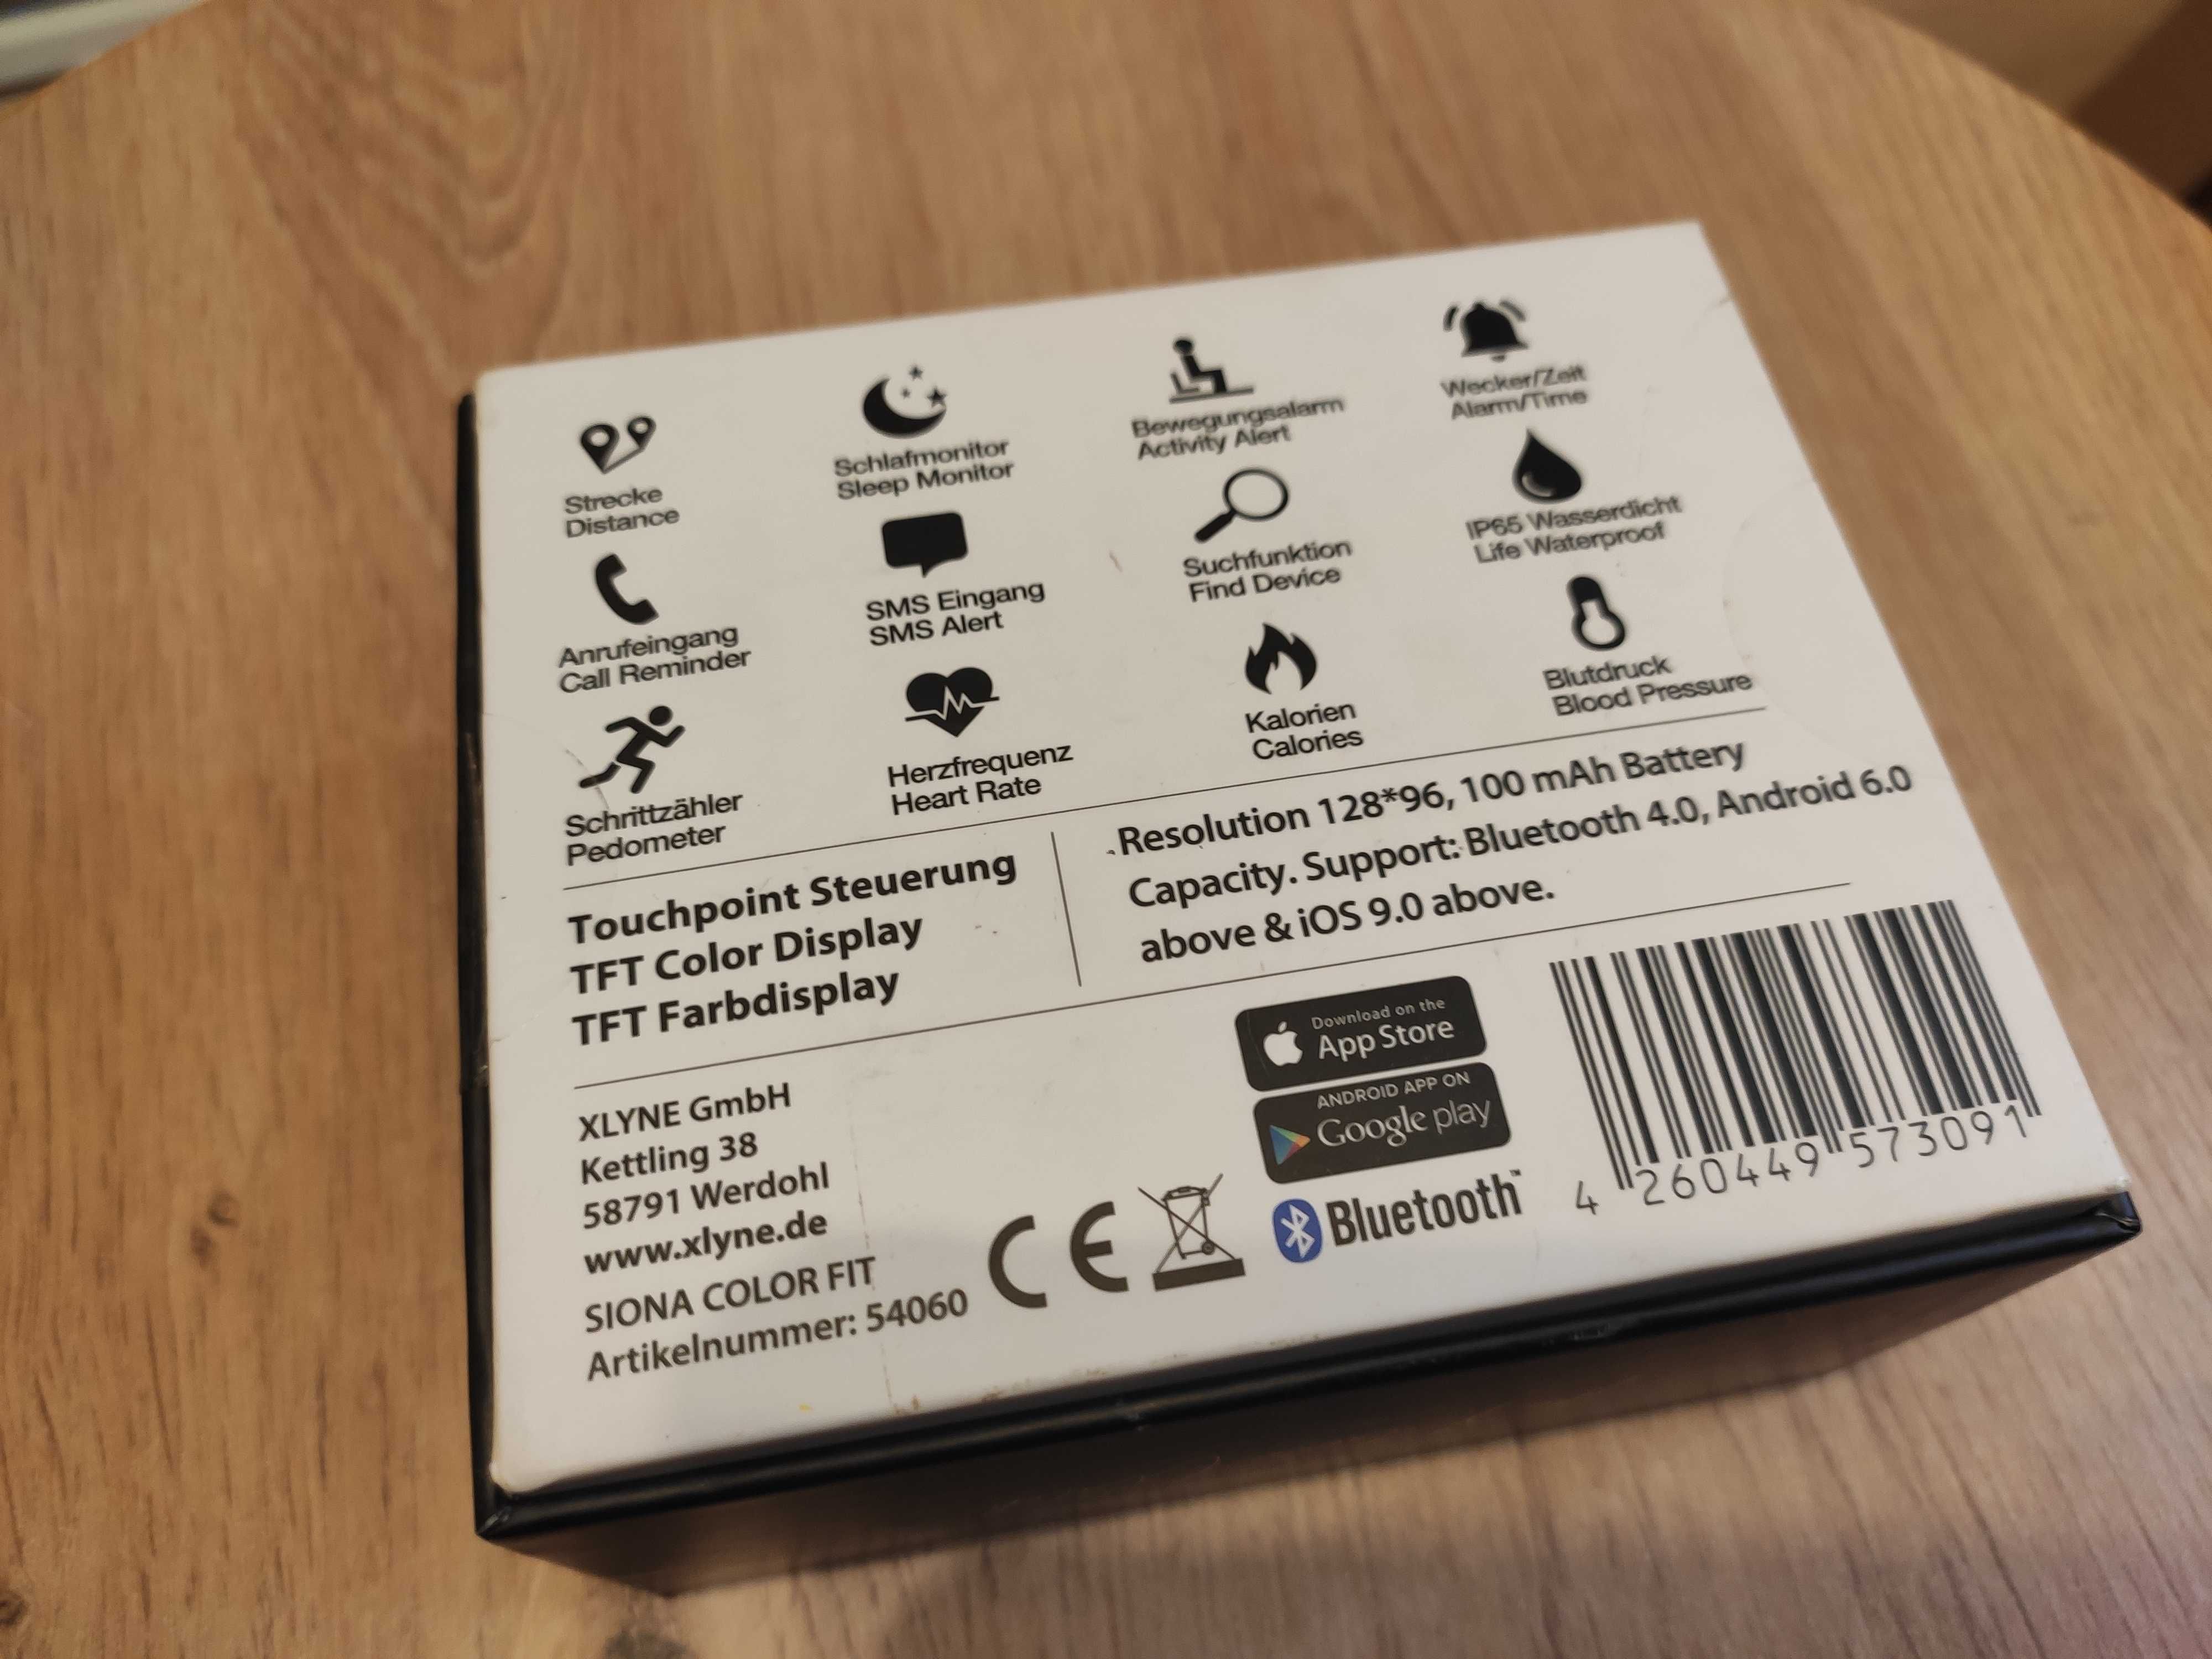 Strecke
Distance
Schlafmonitor
Sleep Monitor
Bewegungsalarm
Activity Alert
Wecker/Zeit
Alarm/Time
Anrufeingang
Call Reminder
SMS Eingang
SMS Alert
Suchfunktion
Find Device
IP65 Wasserdicht
Life Waterproof
Schrittzähler
Pedometer
Herzfrequenz
Heart Rate
Kalorien
Calories
Blutdruck
Blood Pressure
Touchpoint Steuerung
TFT Color Display
TFT Farbdisplay
Resolution 128*96, 100 mAh Battery
Capacity. Support: Bluetooth 4.0, Android 6.0
above & iOS 9.0 above.
XLYNE GmbH
Kettling 38
58791 Werdohl
www.xlyne.de
SIONA COLOR FIT
Artikelnummer: 54060
CE
Download on the
App Store
ANDROID APP ON
Google play
Bluetooth™
4 260449 573091